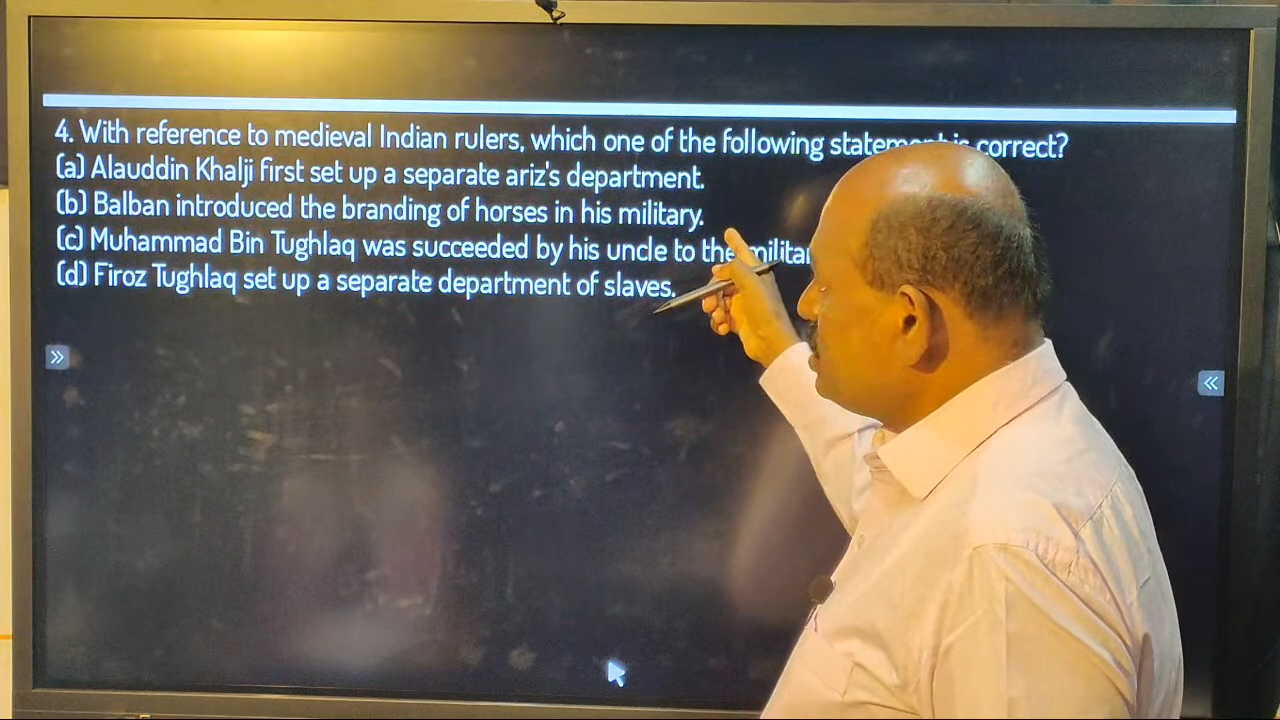 4. With reference to medieval Indian rulers, which one of the following statement is correct?
(a) Alauddin Khalji first set up a separate ariz's department.
(b) Balban introduced the branding of horses in his military.
(c) Muhammad Bin Tughlaq was succeeded by his uncle to the
(d) Firoz Tughlaq set up a separate department of slaves.